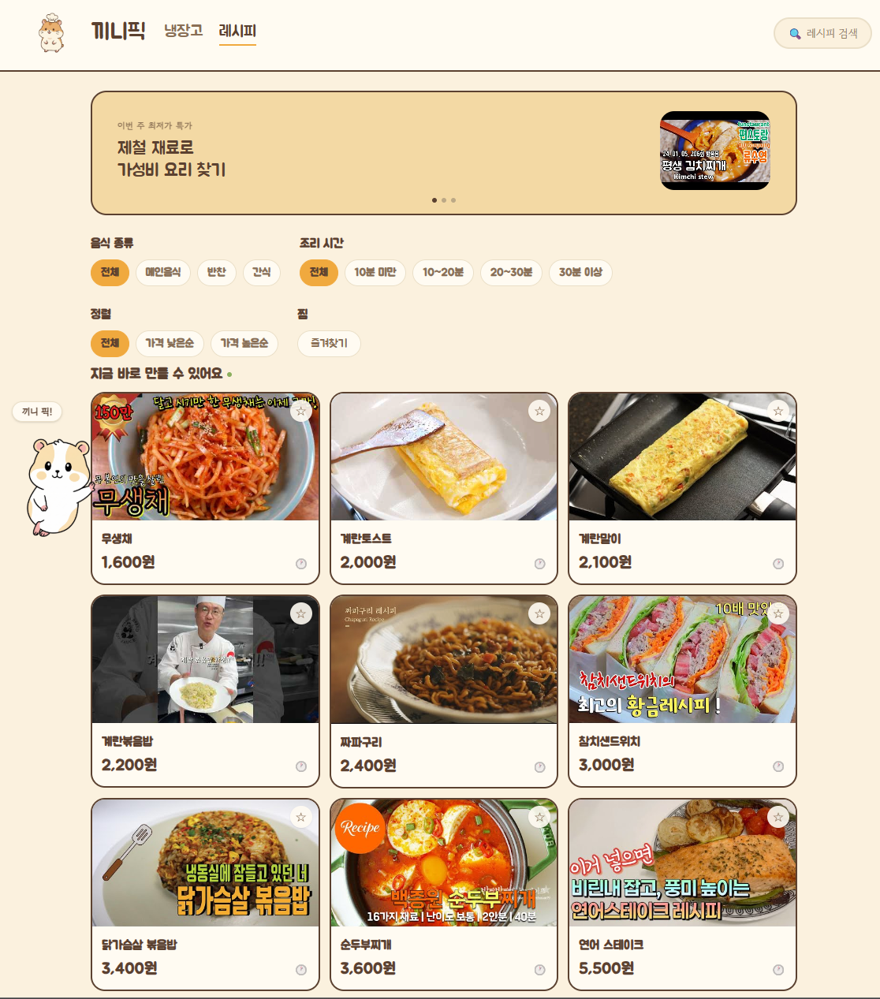 끼니픽
냉장고
레시피
레시피 검색
이번 주 최저가 특가
제철 재료로
가성비 요리 찾기
funstaurant
편스토랑
류수영
24. 01. 05. 206회 방송
평생 김치찌개
Kimchi stew
음식 종류
전체
메인음식
반찬
간식
조리 시간
전체
10분 미만
10~20분
20~30분
30분 이상
정렬
전체
가격 낮은순
가격 높은순
찜
즐겨찾기
지금 바로 만들 수 있어요
끼니 픽!
150만
달고 시기만 한 무생채는 이제
무 본연의 맛을 살린
무생채
무생채
1,600원
계란토스트
2,000원
계란말이
2,100원
계란 볶음밥
계란볶음밥
2,200원
짜파구리 레시피
Chapaguri Recipe
짜파구리
2,400원
10배 맛있
참치샌드위치의
최고의 황금레시피 !
참치샌드위치
3,000원
냉동실에 잠들고 있던 너
닭가슴살 볶음밥
닭가슴살 볶음밥
3,400원
Recipe
백종원 순두부찌개
16가지 재료 | 난이도 보통 | 2인분 | 40분
순두부찌개
3,600원
이거 넣으면
비린내 잡고, 풍미 높이는
연어스테이크 레시피
연어 스테이크
5,500원